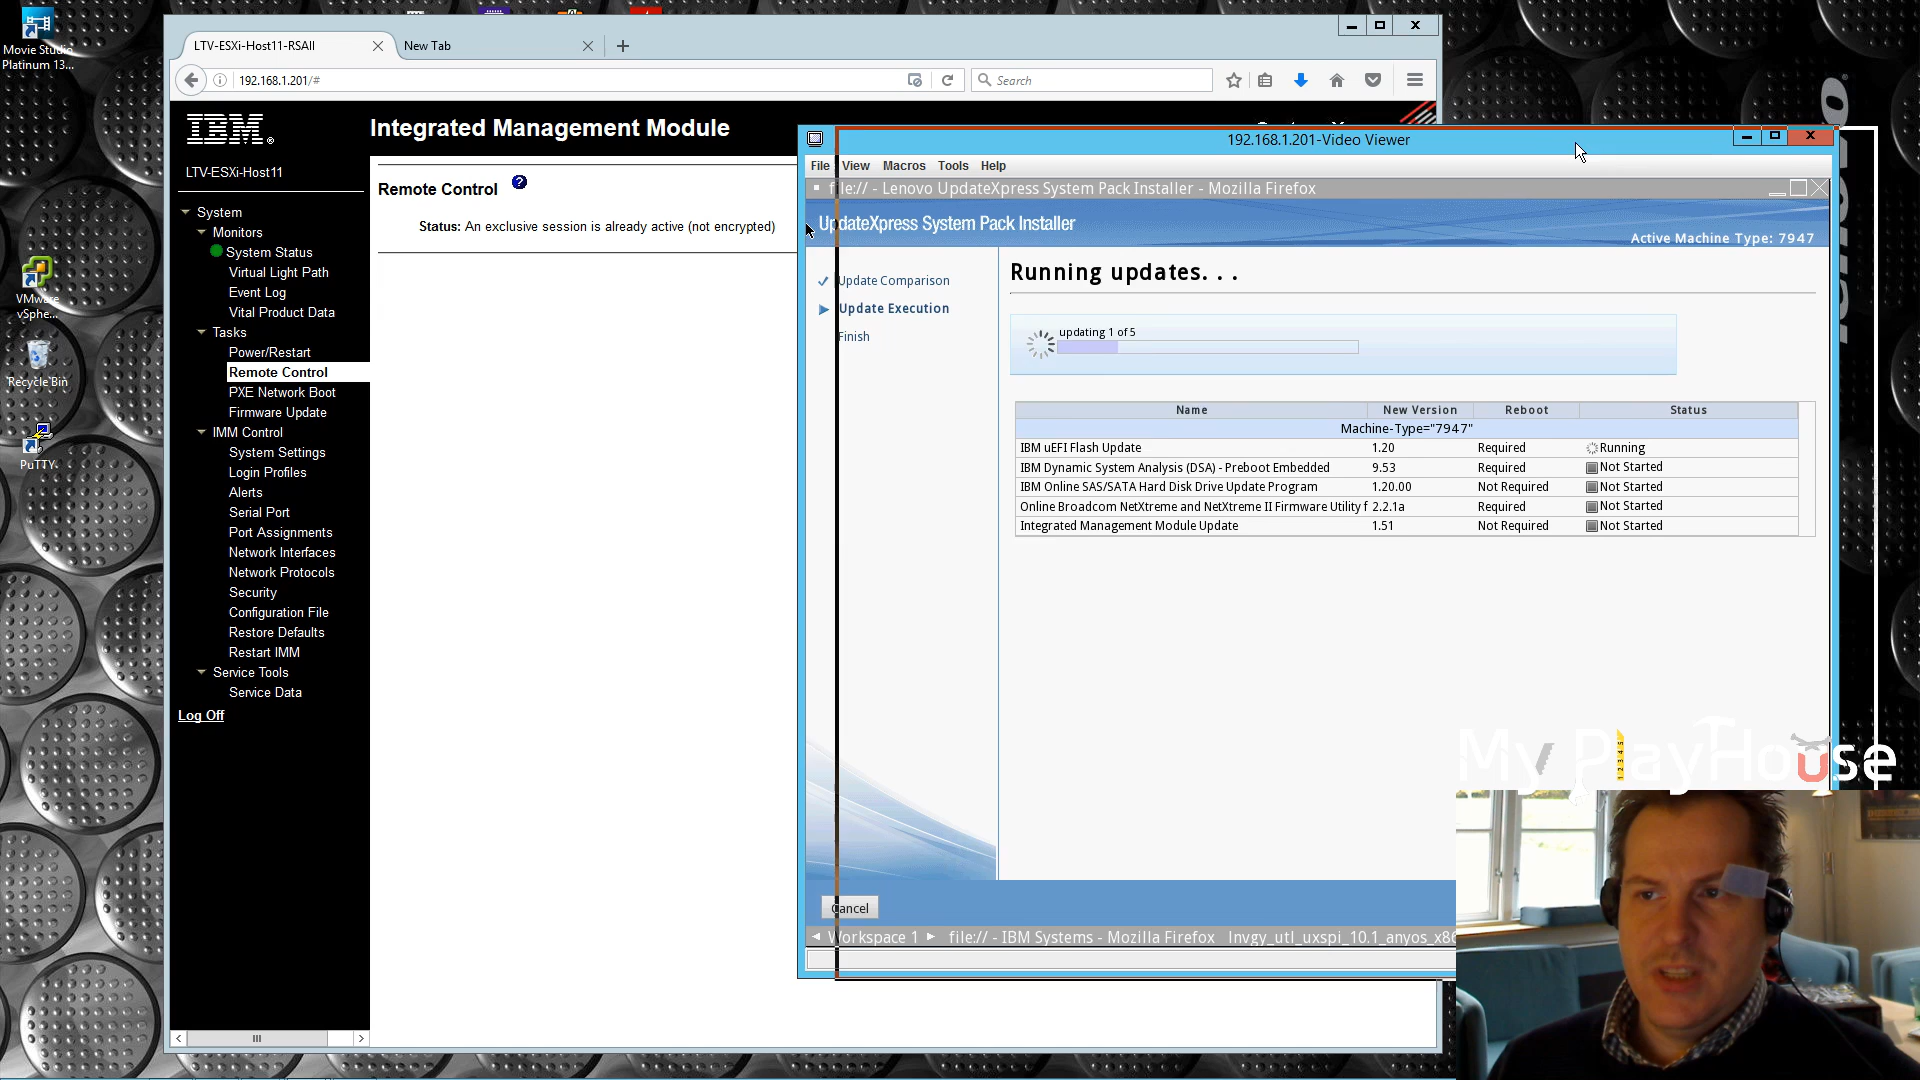 Movie Studio
Platinum 13...
VMware
vSphe...
Recycle Bin
PuTTY
LTV-ESXi-Host11-RSAII
New Tab
192.168.1.201/#
Search
IBM
Integrated Management Module
LTV-ESXi-Host11
System
Monitors
System Status
Virtual Light Path
Event Log
Vital Product Data
Tasks
Power/Restart
Remote Control
PXE Network Boot
Firmware Update
IMM Control
System Settings
Login Profiles
Alerts
Serial Port
Port Assignments
Network Interfaces
Network Protocols
Security
Configuration File
Restore Defaults
Restart IMM
Service Tools
Service Data
Log Off
Remote Control
Status: An exclusive session is already active (not encrypted)
192.168.1.201-Video Viewer
File View Macros Tools Help
file:// - Lenovo UpdateXpress System Pack Installer - Mozilla Firefox
UpdateXpress System Pack Installer
Active Machine Type: 7947
Update Comparison
Update Execution
Finish
Running updates. . .
updating 1 of 5
Name New Version Reboot Status
Machine-Type="7947"
IBM uEFI Flash Update 1.20 Required Running
IBM Dynamic System Analysis (DSA) - Preboot Embedded 9.53 Required Not Started
IBM Online SAS/SATA Hard Disk Drive Update Program 1.20.00 Not Required Not Started
Online Broadcom NetXtreme and NetXtreme II Firmware Utility f 2.2.1a Required Not Started
Integrated Management Module Update 1.51 Not Required Not Started
Cancel
Workspace 1 file:// - IBM Systems - Mozilla Firefox lnvgy_utl_uxspi_10.1_anyos_x86
My PlayHouse